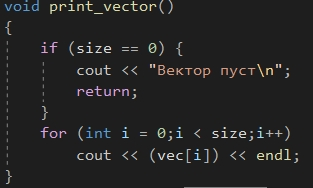 void print_vector()
{
if (size == 0) {
cout << "Вектор пуст\n";
return;
}
for (int i = 0;i < size;i++)
cout << (vec[i]) << endl;
}